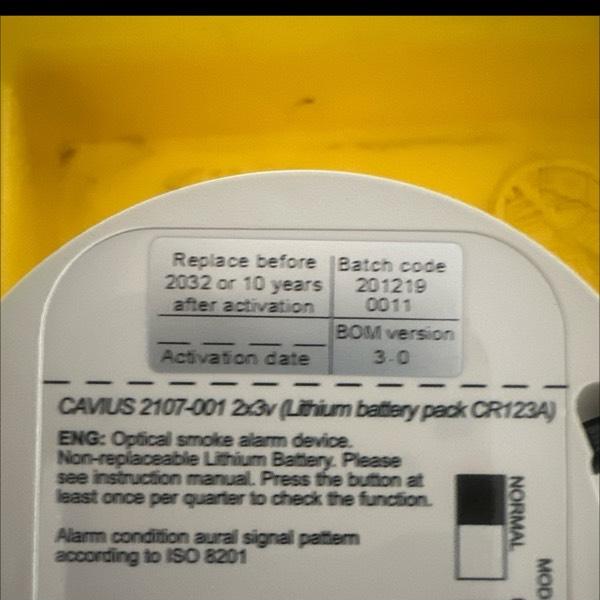 Replace before
2032 or 10 years
after activation
Activation date
Batch code
201219
0011
BOM version
3.0
CAVIUS 2107-001 2x3v (Lithium battery pack CR123A)
ENG: Optical smoke alarm device.
Non-replaceable Lithium Battery. Please
see instruction manual. Press the button at
least once per quarter to check the function.
Alarm condition aural signal pattern
according to ISO 8201
NORMAL
MOD